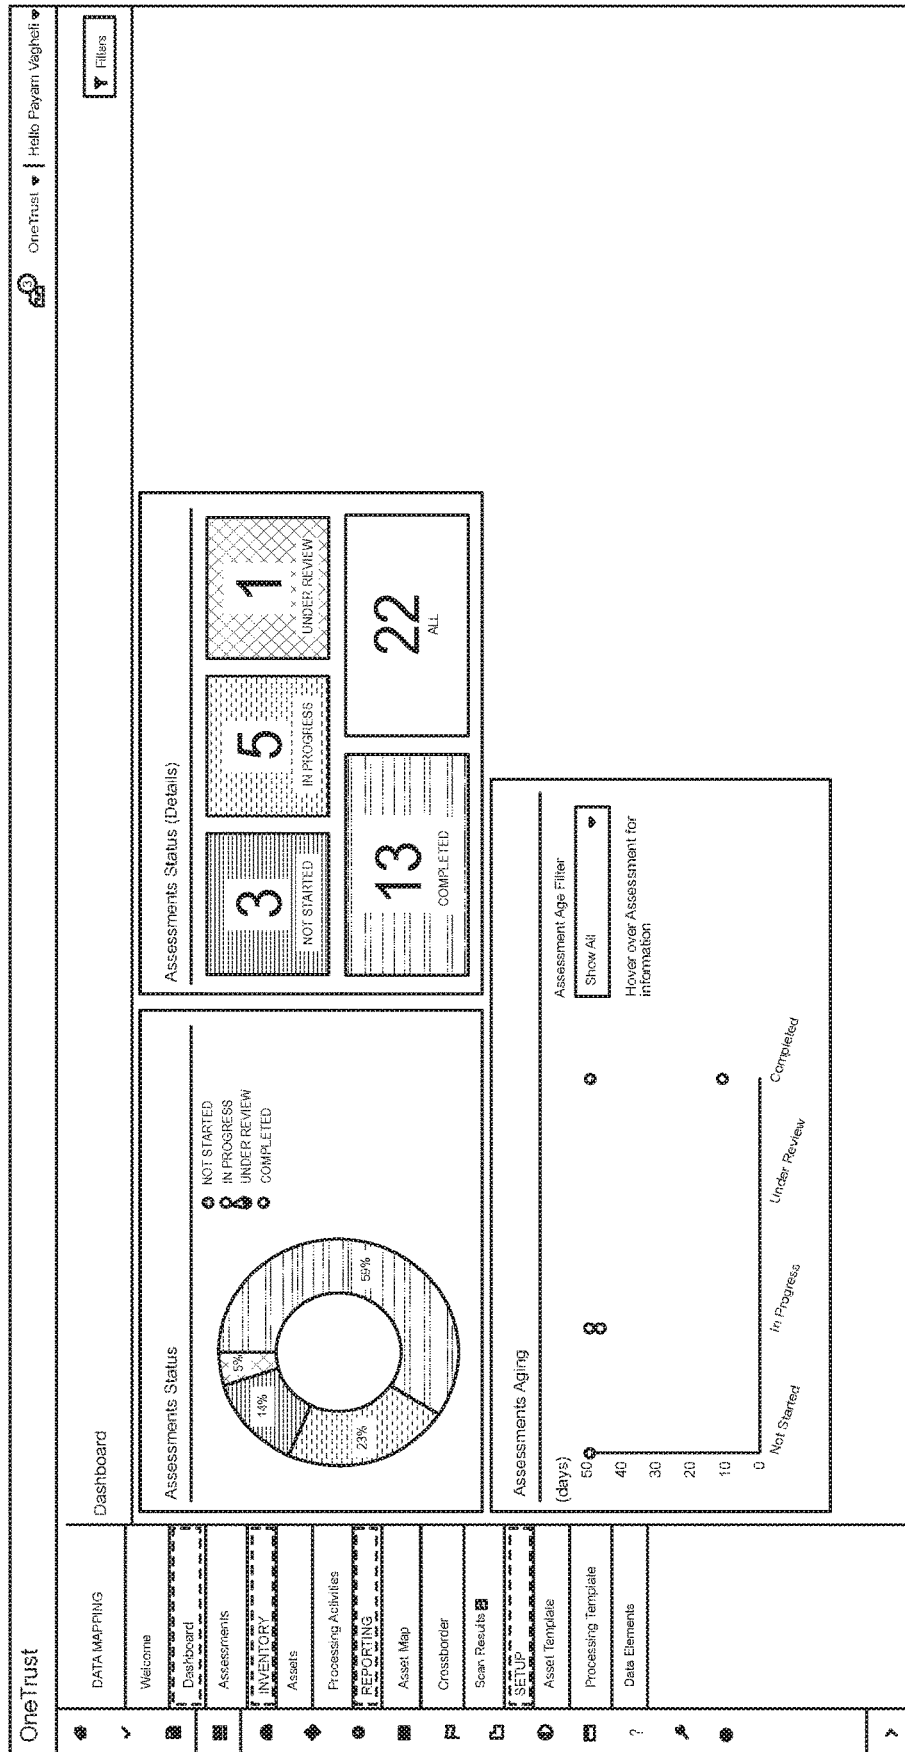 OneTrust
3
OneTrust | Hello Payam Vagheli
DATA MAPPING
Welcome
Dashboard
Assessments
INVENTORY
Assets
Processing Activities
REPORTING
Asset Map
Crossborder
Scan Results
SETUP
Asset Template
Processing Template
Data Elements
?
Dashboard
Filters
Assessments Status
5%
14%
23%
59%
NOT STARTED
IN PROGRESS
UNDER REVIEW
COMPLETED
Assessments Status (Details)
3
NOT STARTED
5
IN PROGRESS
1
UNDER REVIEW
13
COMPLETED
22
ALL
Assessments Aging
(days)
50
40
30
20
10
0
Not Started
In Progress
Under Review
Completed
Assessment Age Filter
Show All
Hover over Assessment for
information